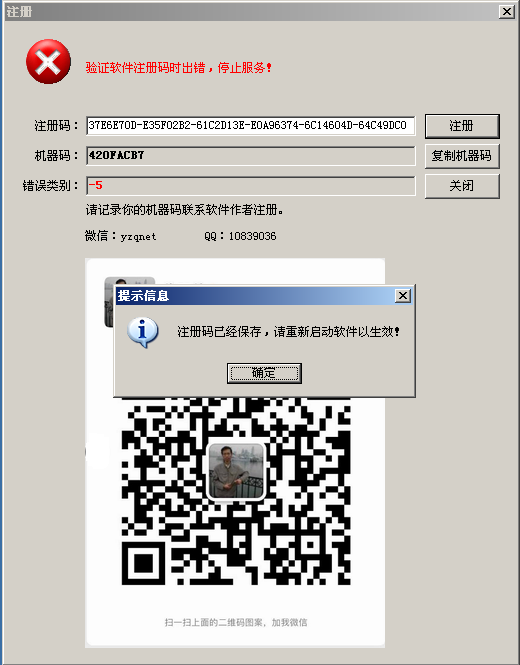 注册
验证软件注册码时出错，停止服务！
注册码： 37E6E70D-E35F02B2-61C2D13E-E0A96374-6C14604D-64C49DC0 注册
机器码： 420FACB7 复制机器码
错误类别： -5 关闭
请记录你的机器码联系软件作者注册。
微信：yzqnet QQ：10839036
提示信息
注册码已经保存，请重新启动软件以生效！
确定
扫一扫上面的二维码图案，加我微信